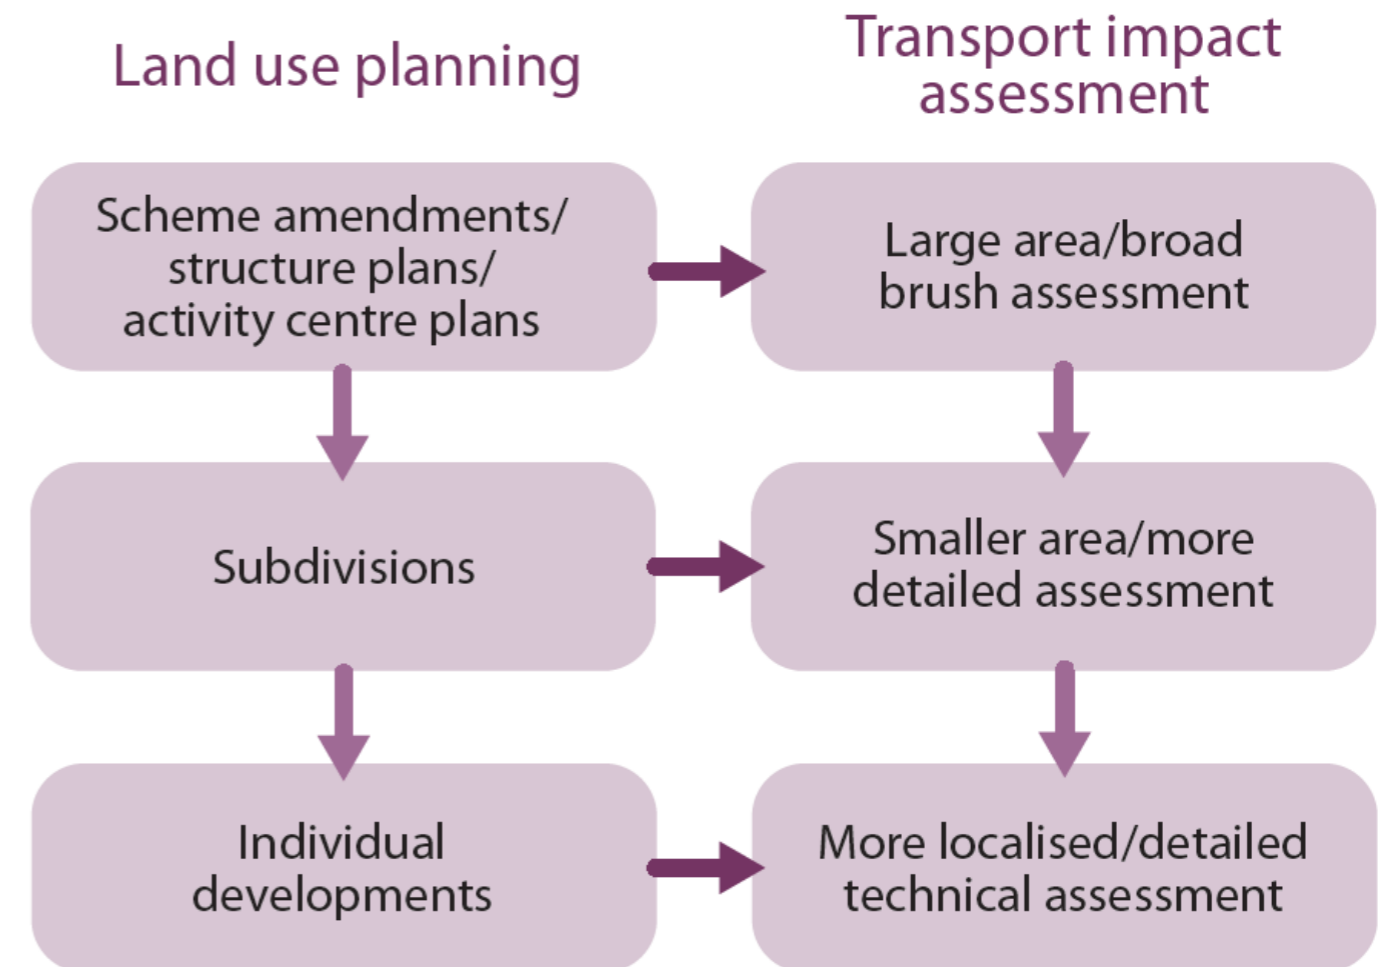 Land use planning
Transport impact
assessment
Scheme amendments/
structure plans/
activity centre plans
Large area/broad
brush assessment
Subdivisions
Smaller area/more
detailed assessment
Individual
developments
More localised/detailed
technical assessment